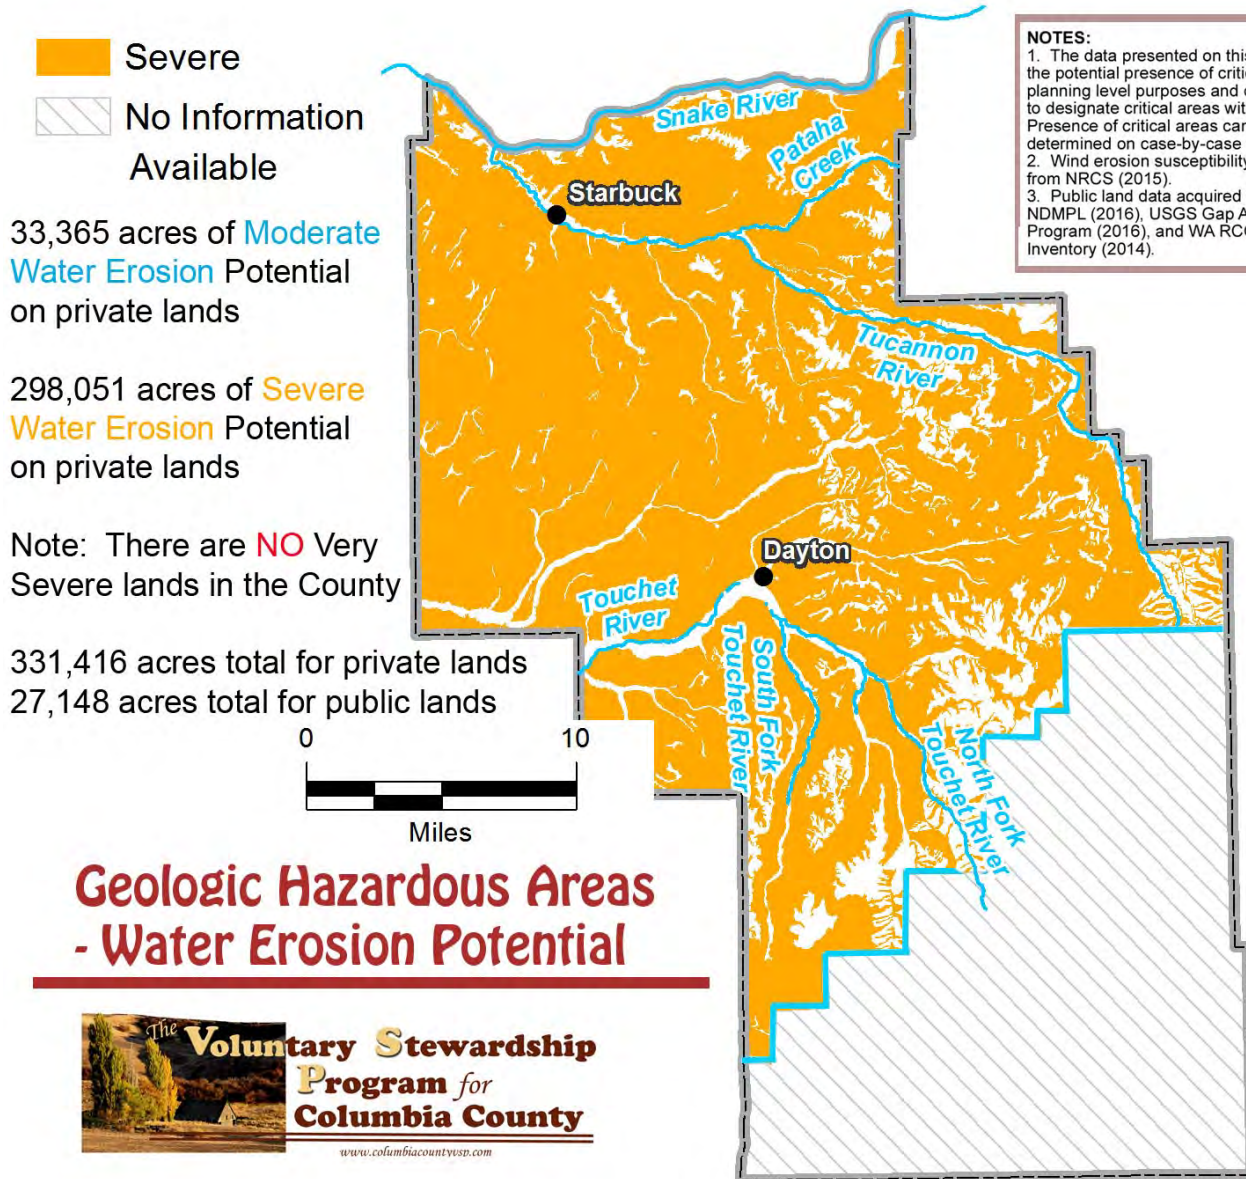 Severe
No Information
Available
33,365 acres of Moderate
Water Erosion Potential
on private lands
298,051 acres of Severe
Water Erosion Potential
on private lands
Note: There are NO Very
Severe lands in the County
331,416 acres total for private lands
27,148 acres total for public lands
0 10
Miles
Geologic Hazardous Areas
- Water Erosion Potential
The Voluntary Stewardship
Program for
Columbia County
www.columbiacountyvsp.com
Snake River
Pataha
Creek
Starbuck
Tucannon
River
Dayton
Touchet
River
South Fork
Touchet River
North Fork
Touchet River
NOTES:
1. The data presented on this
the potential presence of
planning level purposes and
to designate critical areas
Presence of critical areas
determined on case-by-case
2. Wind erosion susceptibility
from NRCS (2015).
3. Public land data acquired
NDMPL (2016), USGS Gap
Program (2016), and WA
Inventory (2014).